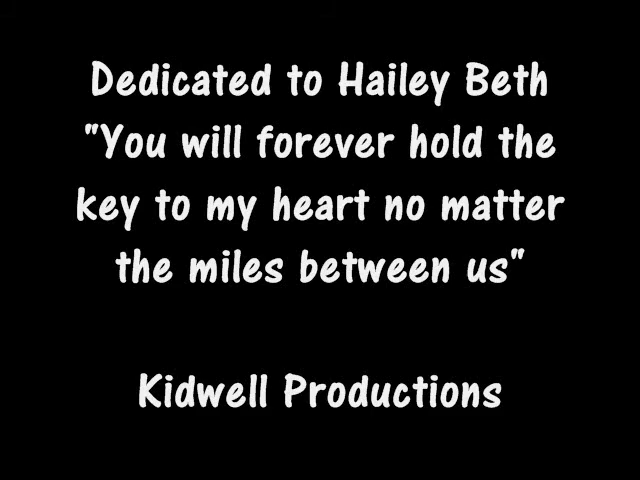 Dedicated to Hailey Beth
"You will forever hold the
key to my heart no matter
the miles between us"
Kidwell Productions